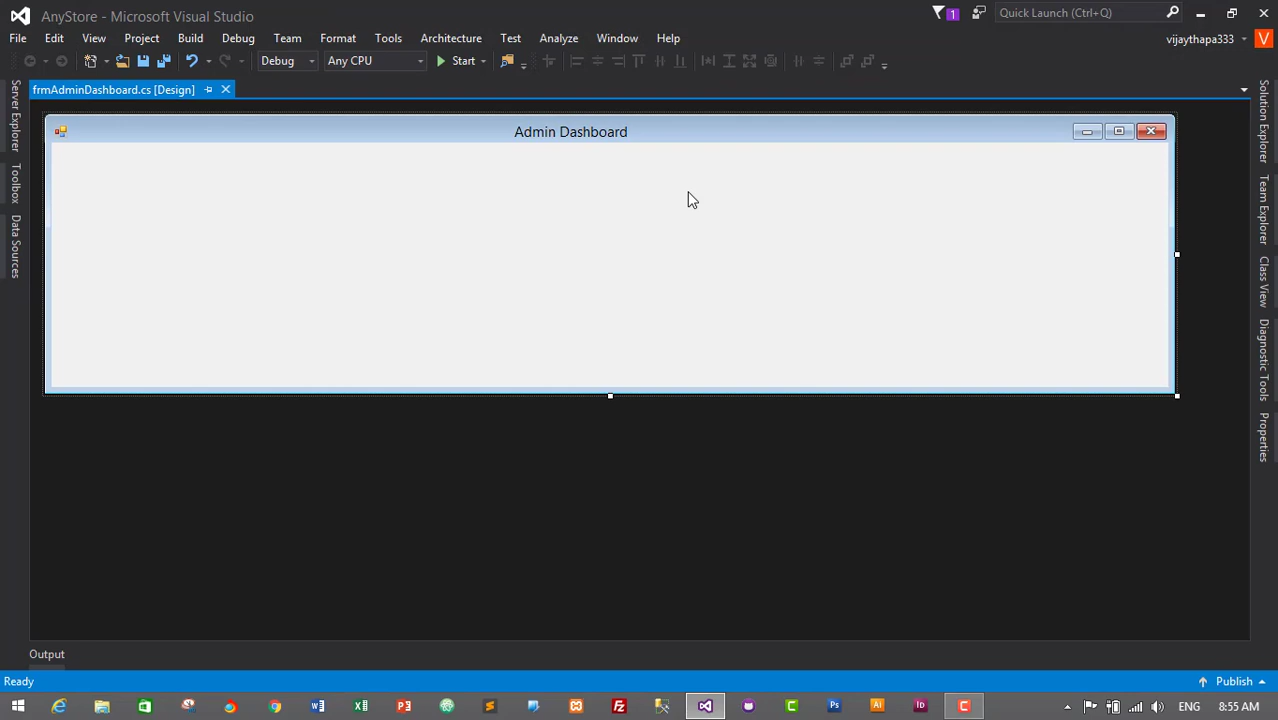 AnyStore - Microsoft Visual Studio
1
Quick Launch (Ctrl+Q)
File Edit View Project Build Debug Team Format Tools Architecture Test Analyze Window Help
vijaythapa333 V
Debug Any CPU Start
frmAdminDashboard.cs [Design]
Admin Dashboard
Server Explorer
Toolbox
Data Sources
Solution Explorer
Team Explorer
Class View
Diagnostic Tools
Properties
Output
Ready
Publish
ENG 8:55 AM